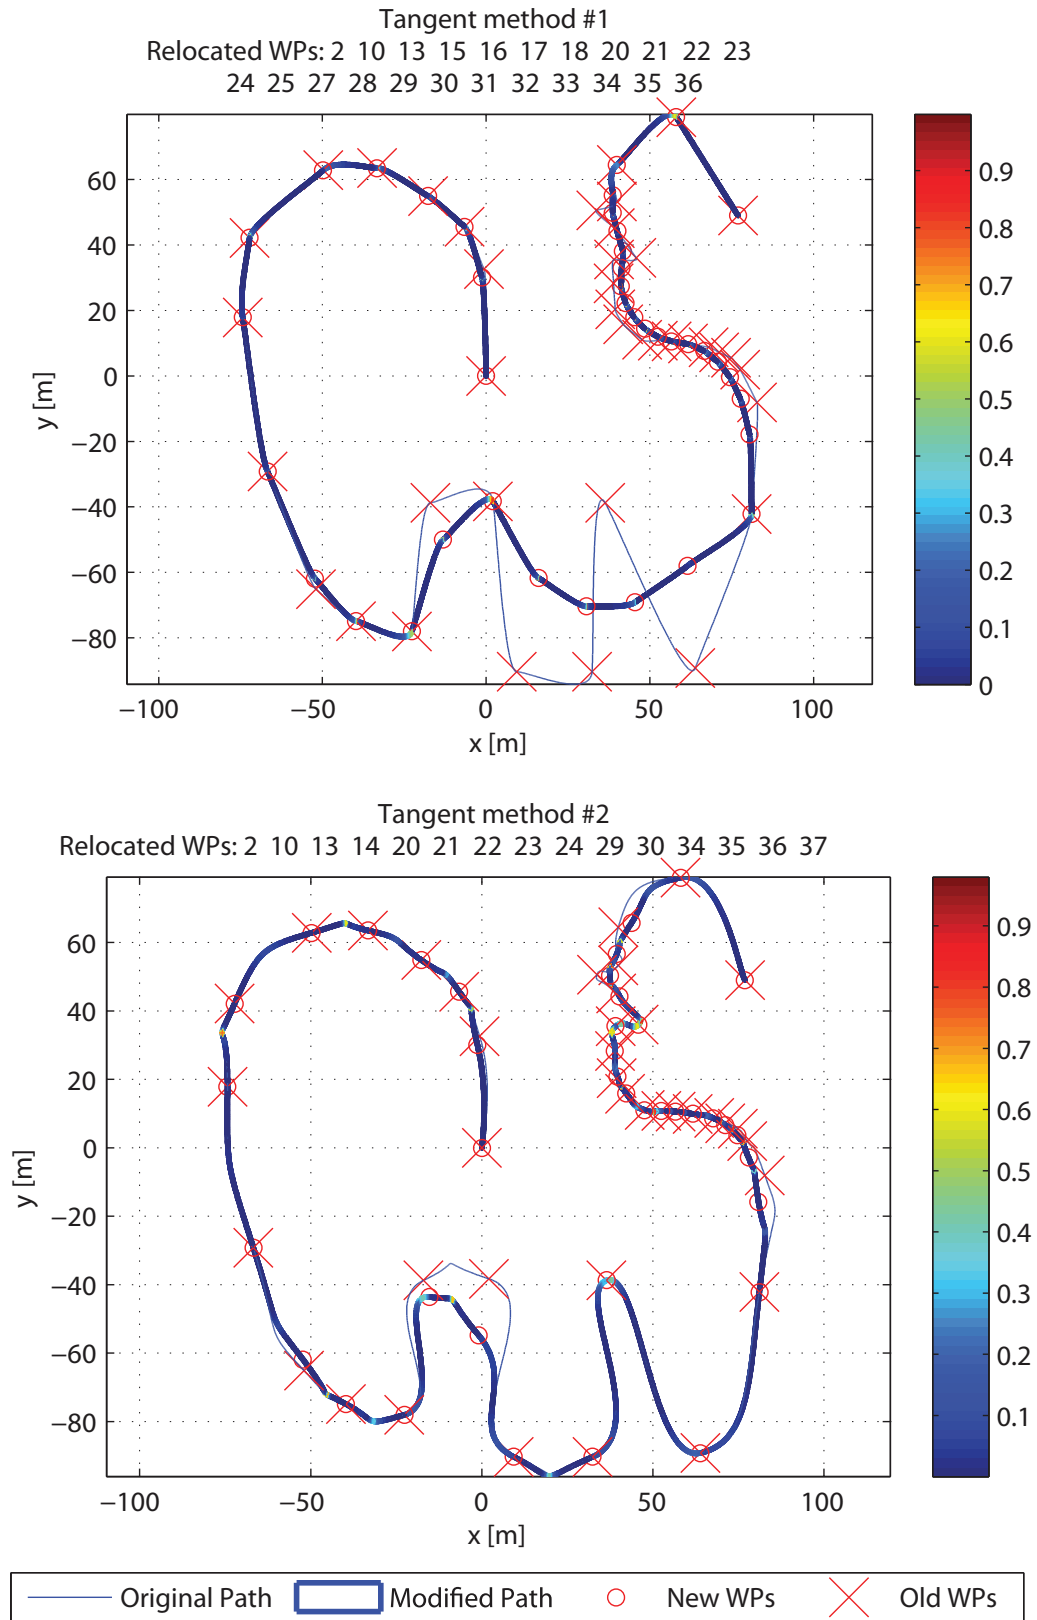 Tangent method #1
Relocated WPs: 2 10 13 15 16 17 18 20 21 22 23
24 25 27 28 29 30 31 32 33 34 35 36
60
40
20
0
−20
−40
−60
−80
y [m]
−100 −50 0 50 100
x [m]
0.9
0.8
0.7
0.6
0.5
0.4
0.3
0.2
0.1
0
Tangent method #2
Relocated WPs: 2 10 13 14 20 21 22 23 24 29 30 34 35 36 37
60
40
20
0
−20
−40
−60
−80
y [m]
−100 −50 0 50 100
x [m]
0.9
0.8
0.7
0.6
0.5
0.4
0.3
0.2
0.1
Original Path Modified Path New WPs Old WPs